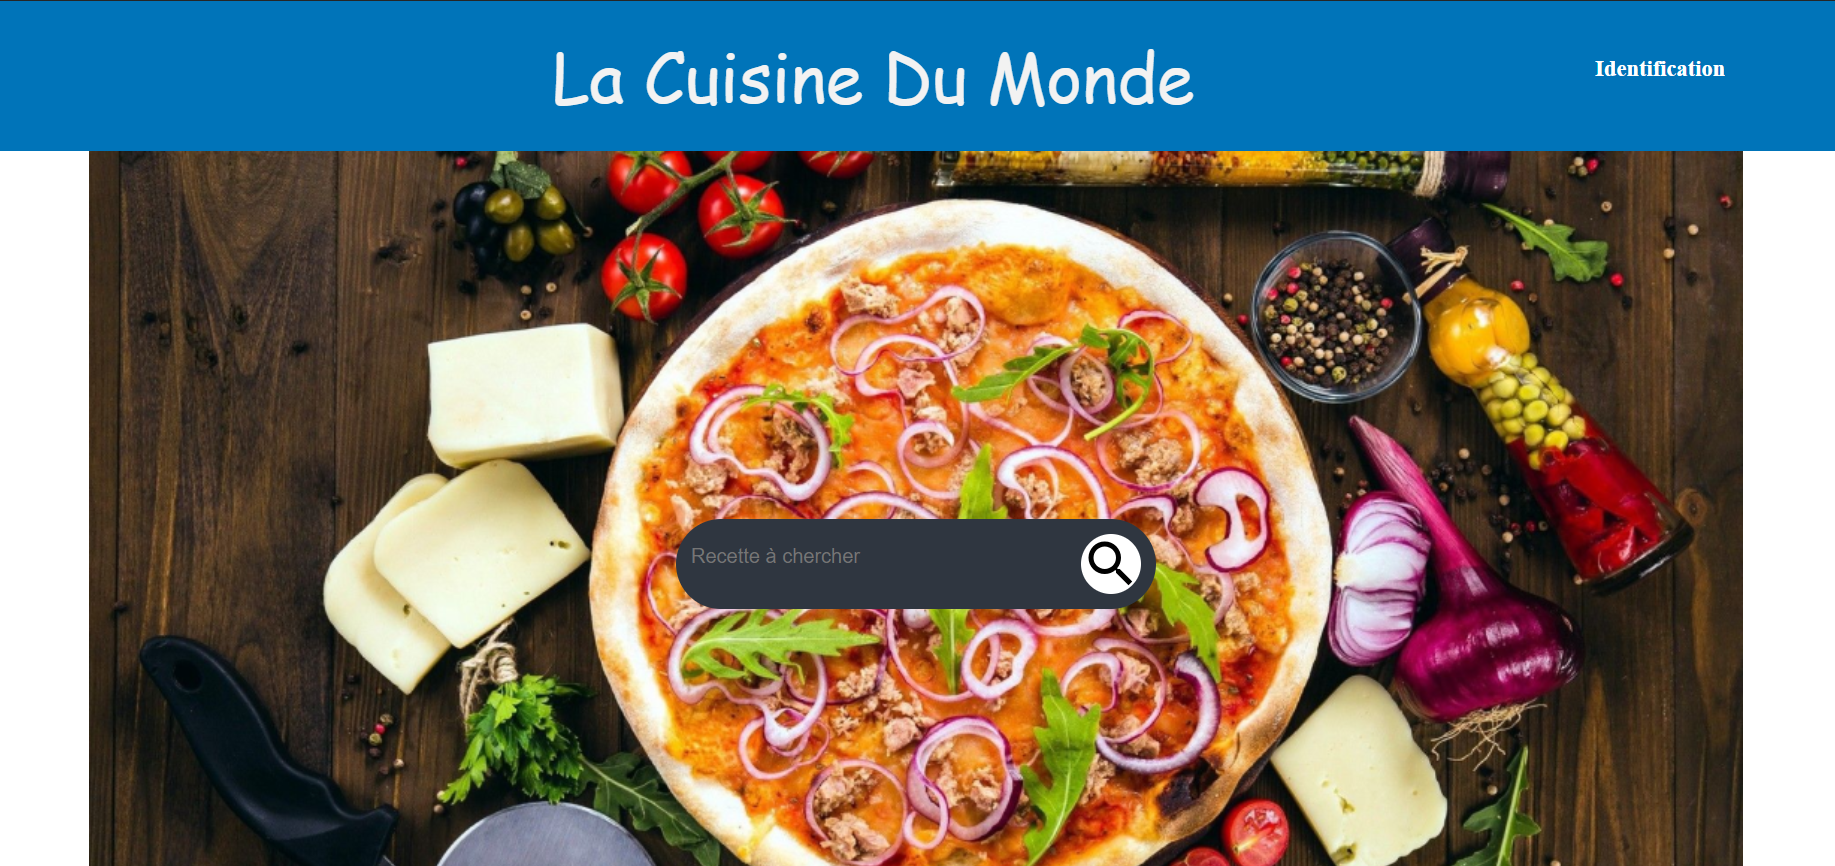 La Cuisine Du Monde
Identification
Recette à chercher